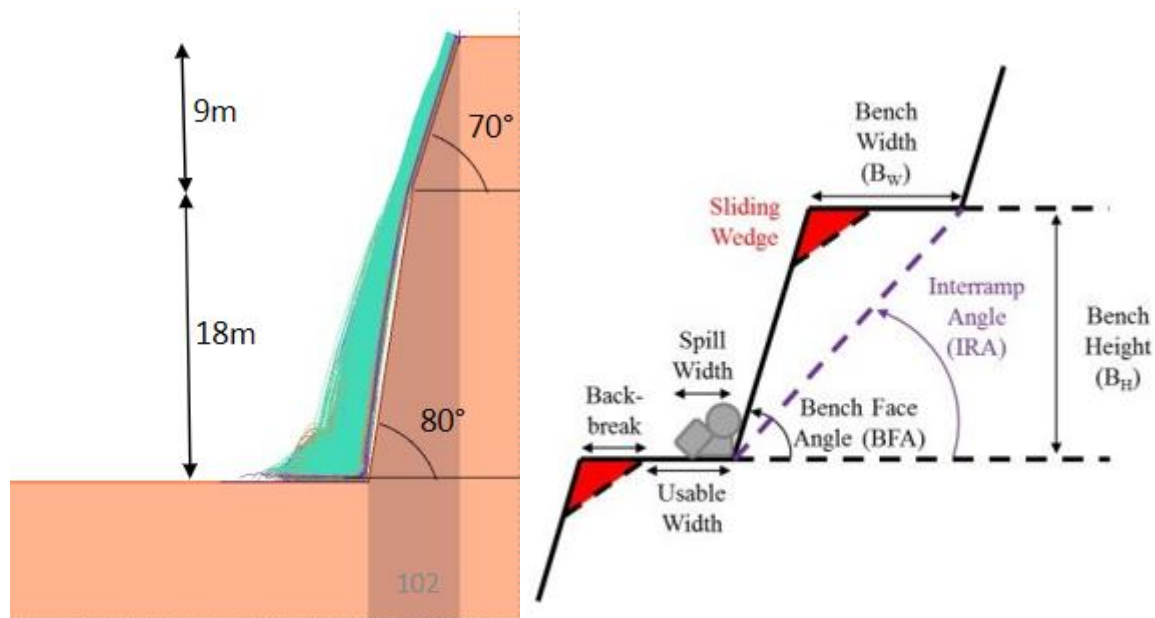 9m
70°
18m
80°
102
Bench
Width
(B_W)
Sliding
Wedge
Interramp
Angle
(IRA)
Bench
Height
(B_H)
Spill
Width
Back-
break
Bench Face
Angle (BFA)
Usable
Width